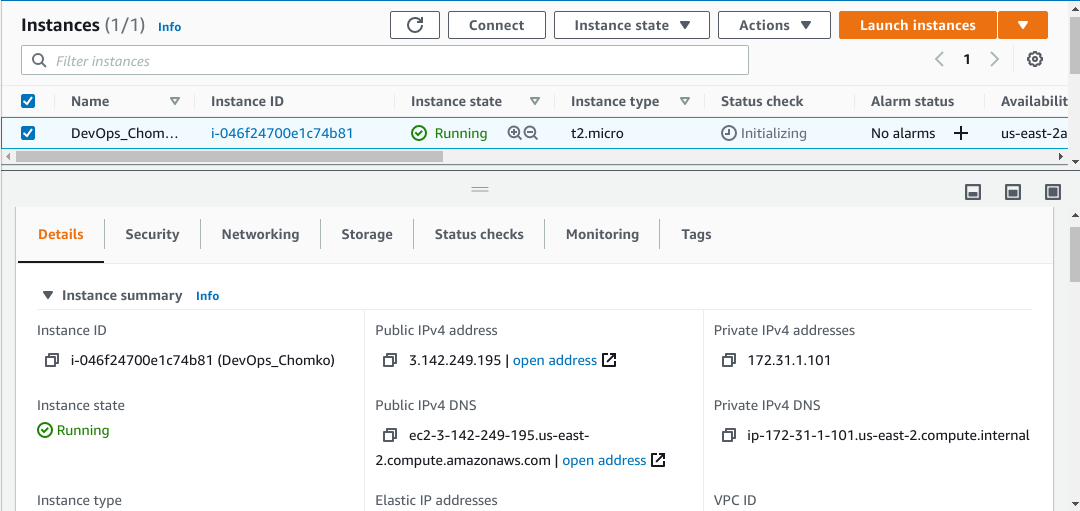 Instances (1/1) Info Connect Instance state Actions Launch instances
Filter instances 1
Name Instance ID Instance state Instance type Status check Alarm status Availabilit
DevOps_Chom… i-046f24700e1c74b81 Running t2.micro Initializing No alarms us-east-2a
Details Security Networking Storage Status checks Monitoring Tags
Instance summary Info
Instance ID Public IPv4 address Private IPv4 addresses
i-046f24700e1c74b81 (DevOps_Chomko) 3.142.249.195 | open address 172.31.1.101
Instance state Public IPv4 DNS Private IPv4 DNS
Running ec2-3-142-249-195.us-east- ip-172-31-1-101.us-east-2.compute.internal
2.compute.amazonaws.com | open address
Instance type Elastic IP addresses VPC ID